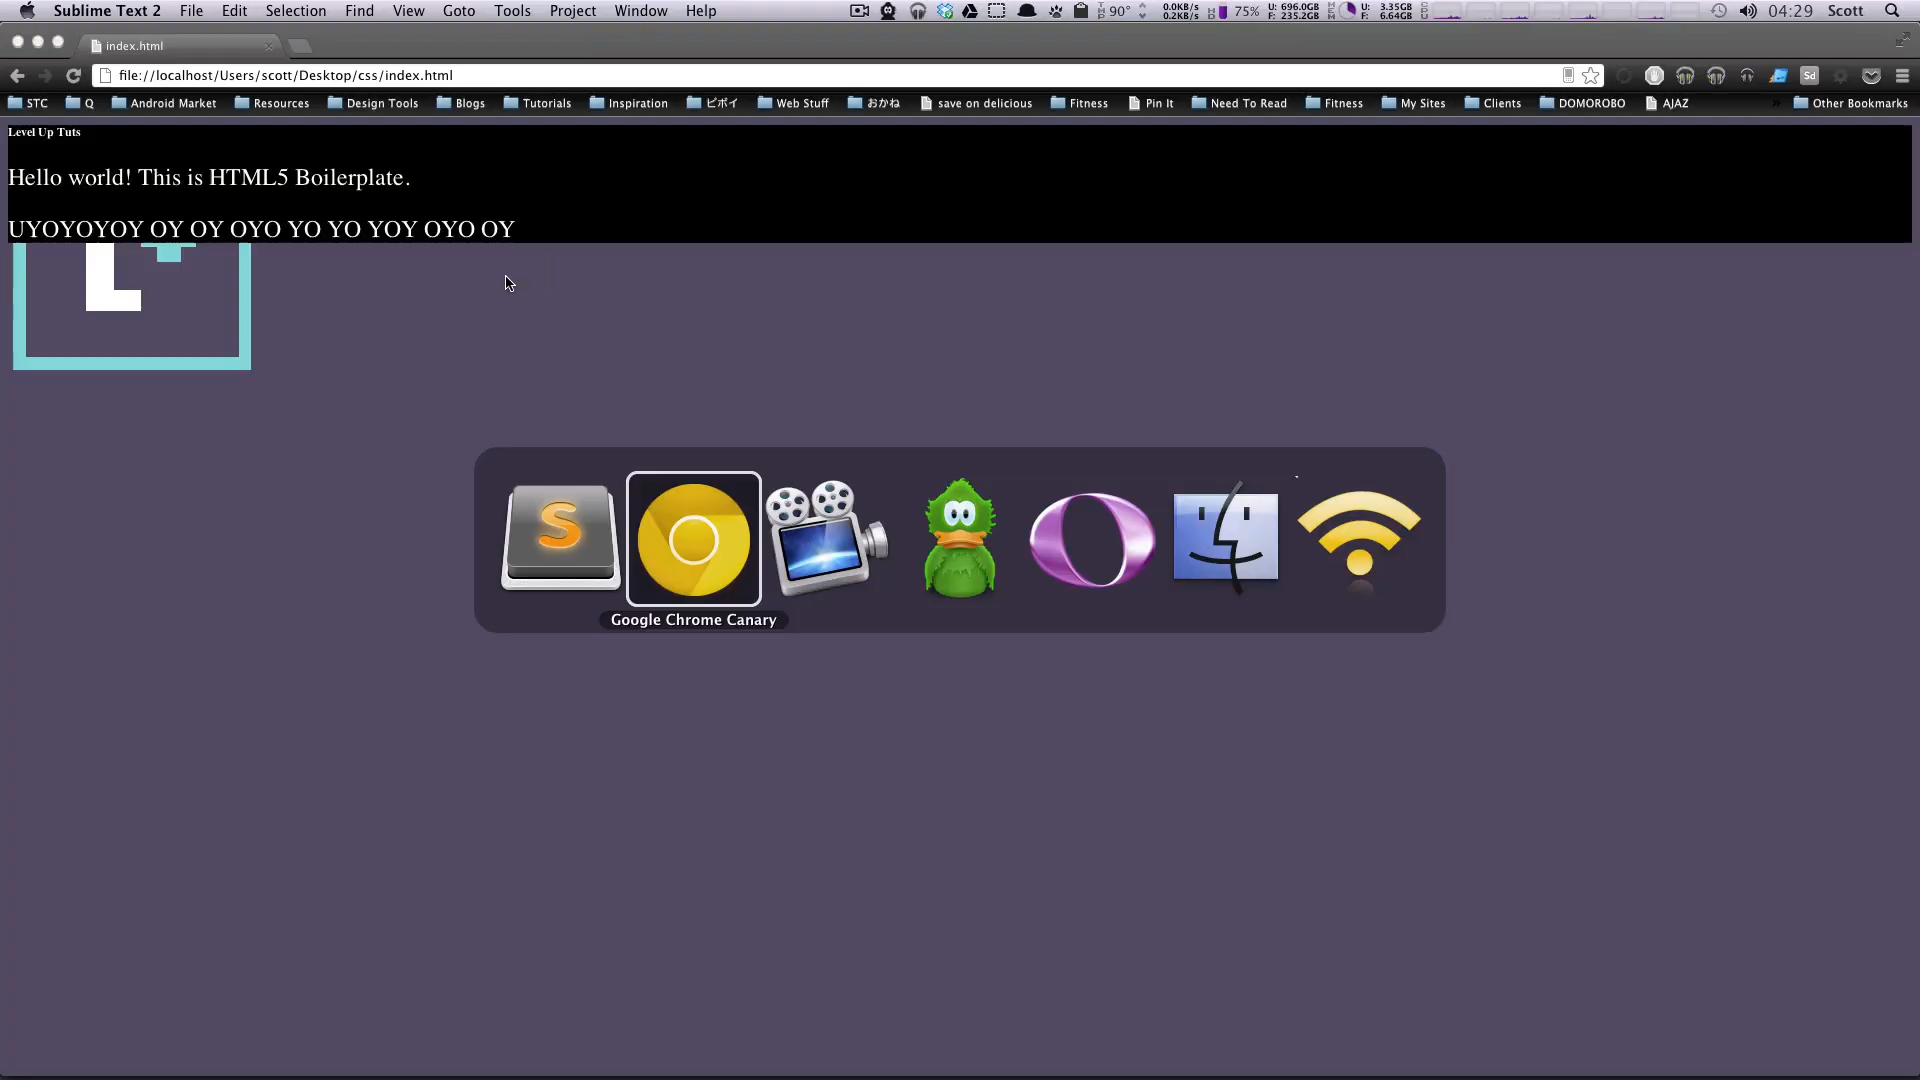 Sublime Text 2 File Edit Selection Find View Goto Tools Project Window Help 90° 0.0KB/s 0.2KB/s 75% U: 696.0GB F: 235.2GB U: 3.35GB F: 6.64GB 04:29 Scott
index.html
file://localhost/Users/scott/Desktop/css/index.html Sd
STC Q Android Market Resources Design Tools Blogs Tutorials Inspiration ビボイ Web Stuff おかね save on delicious Fitness Pin It Need To Read Fitness My Sites Clients DOMOROBO AJAZ » Other Bookmarks
Level Up Tuts
Hello world! This is HTML5 Boilerplate.
UYOYOYOY OY OY OYO YO YO YOY OYO OY
L
S
Google Chrome Canary